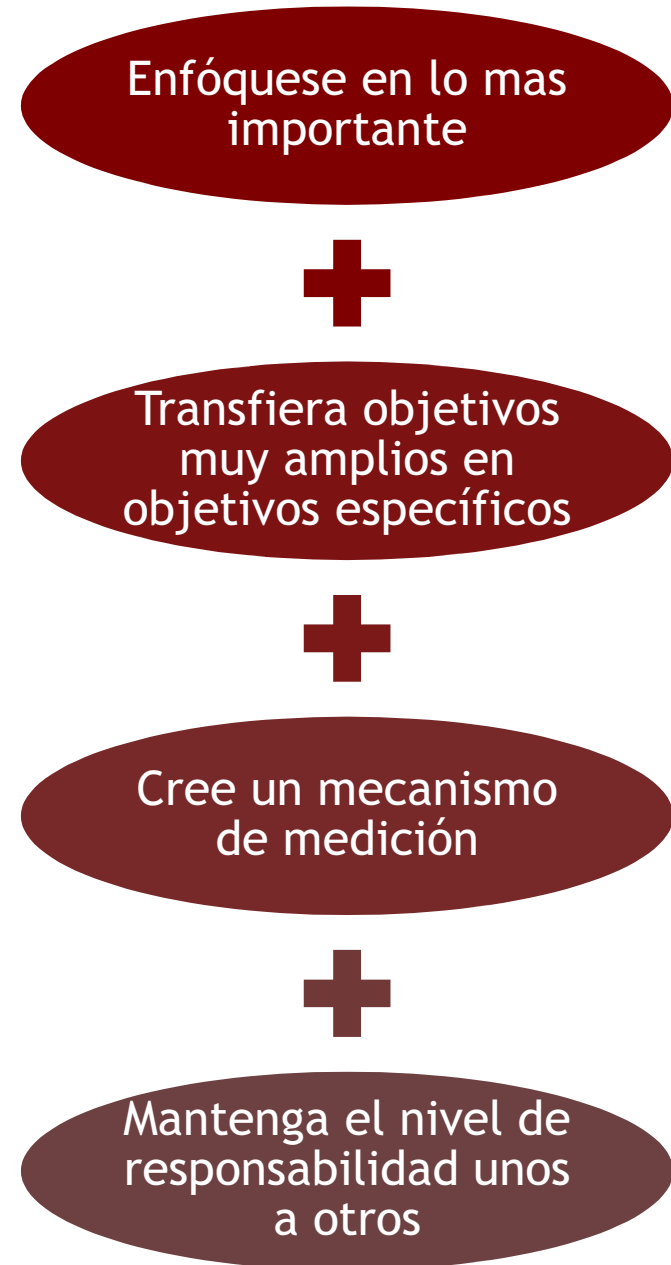 Enfóquese en lo mas
importante
Transfiera objetivos
muy amplios en
objetivos específicos
Cree un mecanismo
de medición
Mantenga el nivel de
responsabilidad unos
a otros